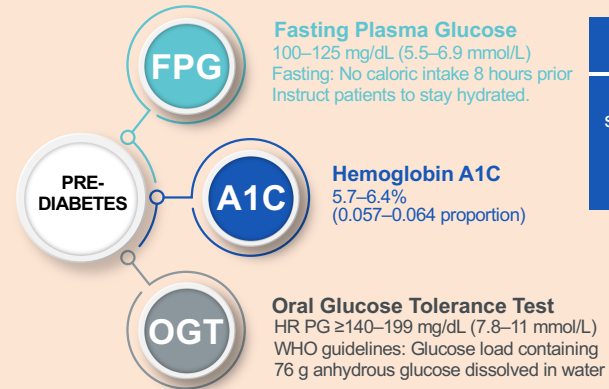 FPG
Fasting Plasma Glucose
100–125 mg/dL (5.5–6.9 mmol/L)
Fasting: No caloric intake 8 hours prior
Instruct patients to stay hydrated.
PRE-
DIABETES
A1C
Hemoglobin A1C
5.7–6.4%
(0.057–0.064 proportion)
OGT
Oral Glucose Tolerance Test
HR PG ≥140–199 mg/dL (7.8–11 mmol/L)
WHO guidelines: Glucose load containing
76 g anhydrous glucose dissolved in water